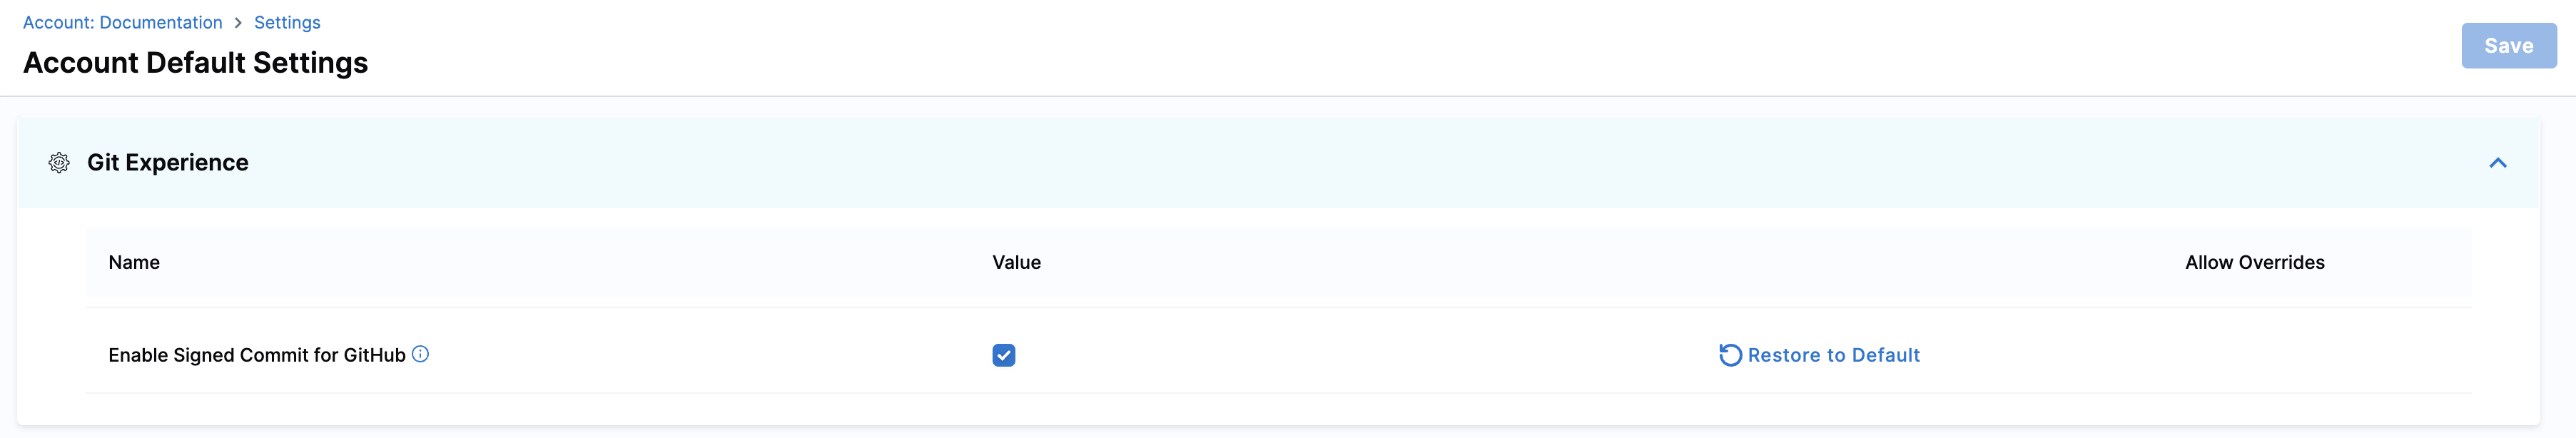 Account: Documentation > Settings
Account Default Settings
Save
Git Experience
Name Value Allow Overrides
Enable Signed Commit for GitHub Restore to Default